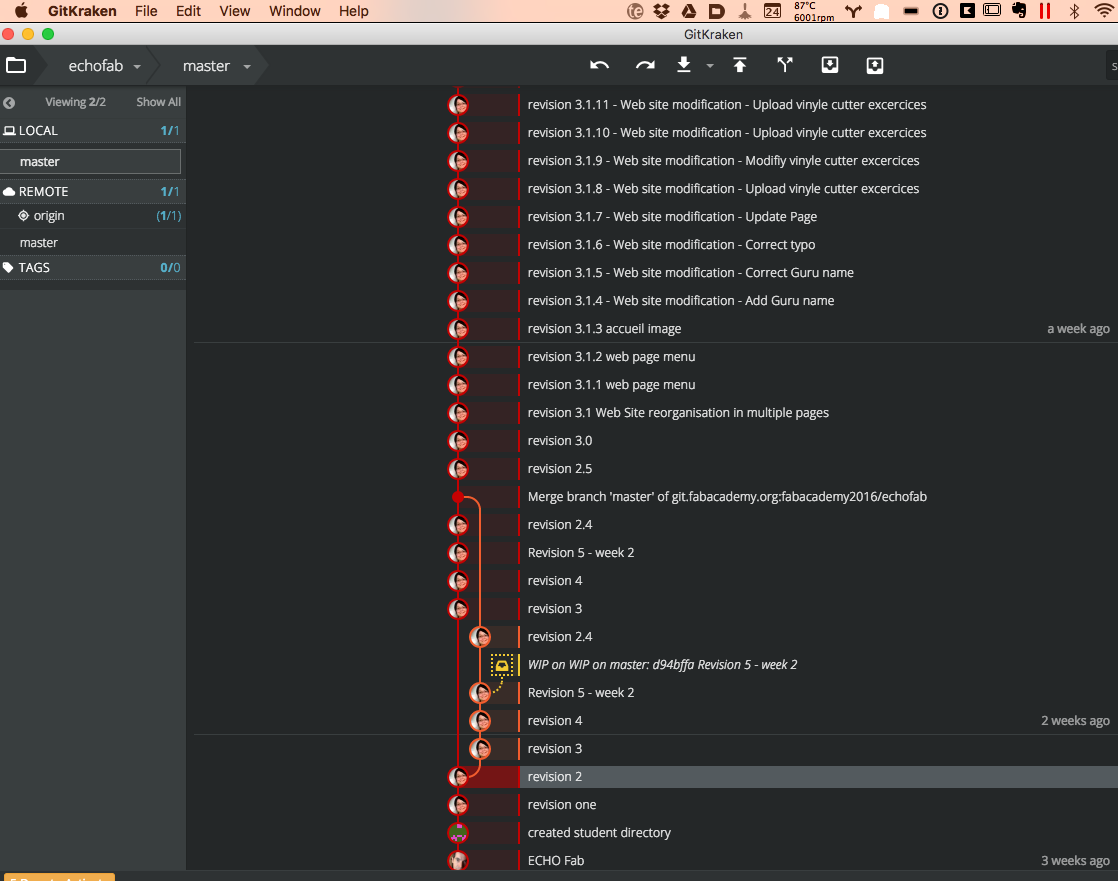 GitKraken File Edit View Window Help 24 87°C
6001rpm
GitKraken
echofab master
Viewing 2/2 Show All
LOCAL 1/1
master
REMOTE 1/1
origin (1/1)
master
TAGS 0/0
revision 3.1.11 - Web site modification - Upload vinyle cutter excercices
revision 3.1.10 - Web site modification - Upload vinyle cutter excercices
revision 3.1.9 - Web site modification - Modifiy vinyle cutter excercices
revision 3.1.8 - Web site modification - Upload vinyle cutter excercices
revision 3.1.7 - Web site modification - Update Page
revision 3.1.6 - Web site modification - Correct typo
revision 3.1.5 - Web site modification - Correct Guru name
revision 3.1.4 - Web site modification - Add Guru name
revision 3.1.3 accueil image a week ago
revision 3.1.2 web page menu
revision 3.1.1 web page menu
revision 3.1 Web Site reorganisation in multiple pages
revision 3.0
revision 2.5
Merge branch 'master' of git.fabacademy.org:fabacademy2016/echofab
revision 2.4
Revision 5 - week 2
revision 4
revision 3
revision 2.4
WIP on WIP on master: d94bffa Revision 5 - week 2
Revision 5 - week 2
revision 4 2 weeks ago
revision 3
revision 2
revision one
created student directory
ECHO Fab 3 weeks ago